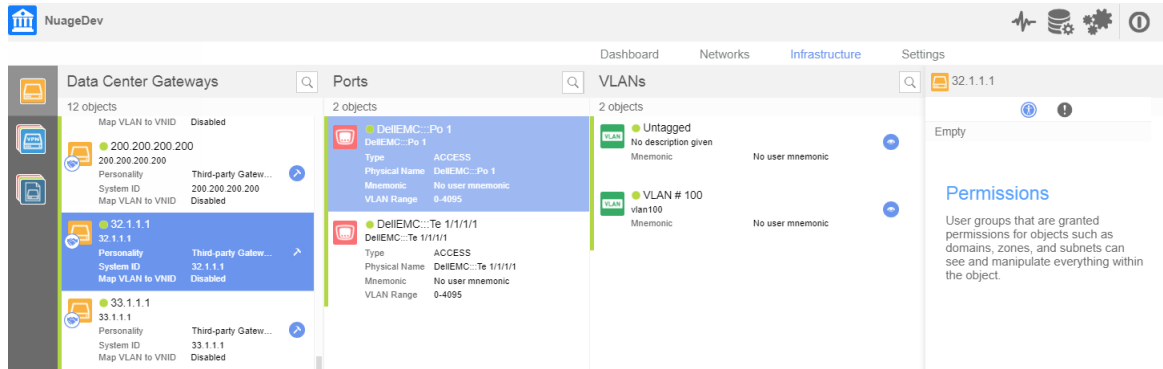 NuageDev
Dashboard Networks Infrastructure Settings
Data Center Gateways
12 objects
Map VLAN to VNID Disabled
200.200.200.200
200.200.200.200
Personality Third-party Gatew...
System ID 200.200.200.200
Map VLAN to VNID Disabled
32.1.1.1
32.1.1.1
Personality Third-party Gatew...
System ID 32.1.1.1
Map VLAN to VNID Disabled
33.1.1.1
33.1.1.1
Personality Third-party Gatew...
System ID 33.1.1.1
Map VLAN to VNID Disabled
VPN
Ports
2 objects
DellEMC:::Po 1
DellEMC:::Po 1
Type ACCESS
Physical Name DellEMC:::Po 1
Mnemonic No user mnemonic
VLAN Range 0-4095
DellEMC:::Te 1/1/1/1
DellEMC:::Te 1/1/1/1
Type ACCESS
Physical Name DellEMC:::Te 1/1/1/1
Mnemonic No user mnemonic
VLAN Range 0-4095
VLANs
2 objects
VLAN
Untagged
No description given
Mnemonic No user mnemonic
VLAN
VLAN # 100
vlan100
Mnemonic No user mnemonic
32.1.1.1
Empty
Permissions
User groups that are granted
permissions for objects such as
domains, zones, and subnets can
see and manipulate everything within
the object.